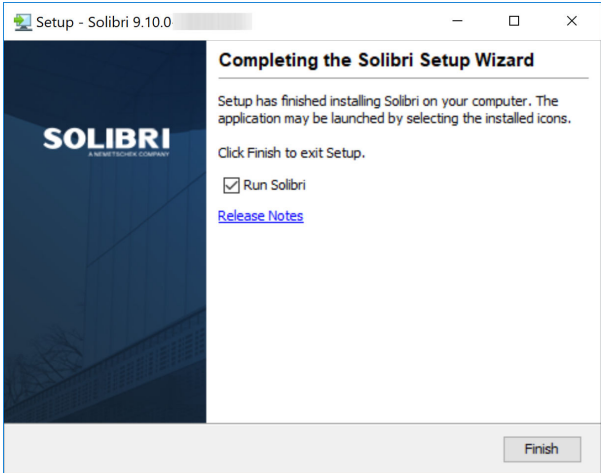 Setup - Solibri 9.10.0-
Completing the Solibri Setup Wizard
SOLIBRI
A NEMETSCHEK COMPANY
Setup has finished installing Solibri on your computer. The
application may be launched by selecting the installed icons.
Click Finish to exit Setup.
Run Solibri
Release Notes
Finish